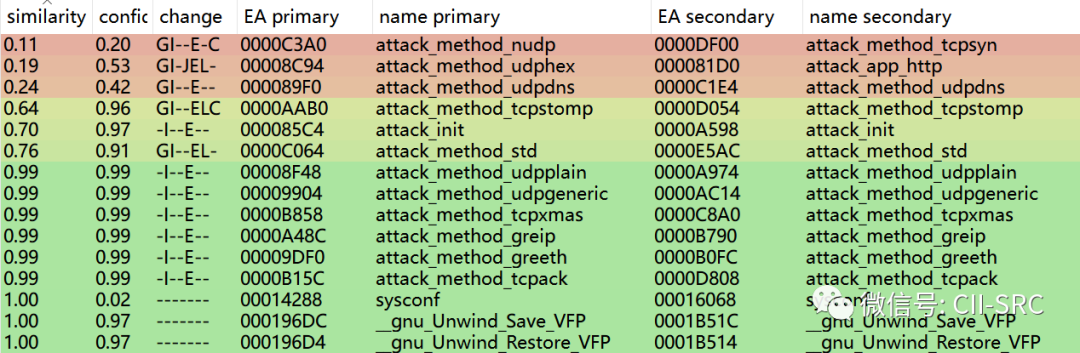 similarity confic change EA primary name primary EA secondary name secondary
0.11 0.20 GI--E-C 0000C3A0 attack_method_nudp 0000DF00 attack_method_tcpsyn
0.19 0.53 GI-JEL- 00008C94 attack_method_udphex 000081D0 attack_app_http
0.24 0.42 GI--E-- 000089F0 attack_method_udpdns 0000C1E4 attack_method_udpdns
0.64 0.96 GI--ELC 0000AAB0 attack_method_tcpstomp 0000D054 attack_method_tcpstomp
0.70 0.97 -I--E-- 000085C4 attack_init 0000A598 attack_init
0.76 0.91 GI--EL- 0000C064 attack_method_std 0000E5AC attack_method_std
0.99 0.99 -I--E-- 00008F48 attack_method_udpplain 0000A974 attack_method_udpplain
0.99 0.99 -I--E-- 00009904 attack_method_udpgeneric 0000AC14 attack_method_udpgeneric
0.99 0.99 -I--E-- 0000B858 attack_method_tcpxmas 0000C8A0 attack_method_tcpxmas
0.99 0.99 -I--E-- 0000A48C attack_method_greip 0000B790 attack_method_greip
0.99 0.99 -I--E-- 00009DF0 attack_method_greeth 0000B0FC attack_method_greeth
0.99 0.99 -I--E-- 0000B15C attack_method_tcpack 0000D808 attack_method_tcpack
1.00 0.02 ------- 00014288 sysconf 00016068 sysconf
微信号: CII-SRC
1.00 0.97 ------- 000196DC __gnu_Unwind_Save_VFP 0001B51C __gnu_Unwind_Save_VFP
1.00 0.97 ------- 000196D4 __gnu_Unwind_Restore_VFP 0001B514 __gnu_Unwind_Restore_VFP